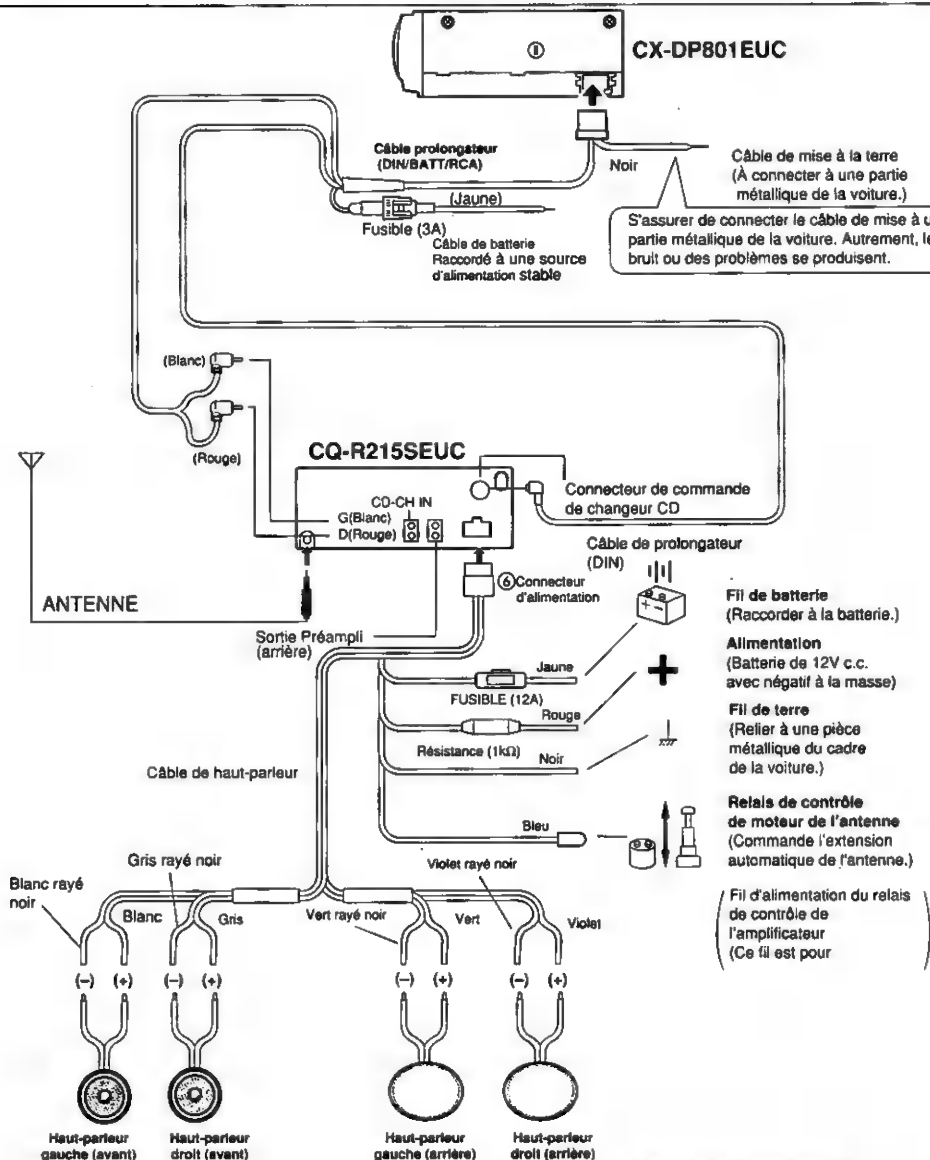 CX-DP801EUC
Câble prolongateur
(DIN/BATT/RCA)
Noir
Câble de mise à la terre
(À connecter à une partie
métallique de la voiture.)
(Jaune)
Fusible (3A)
Câble de batterie
Raccordé à une source
d'alimentation stable
S'assurer de connecter le câble de mise à u
partie métallique de la voiture. Autrement, le
bruit ou des problèmes se produisent.
(Blanc)
(Rouge)
CQ-R215SEUC
CD-CH IN
G(Blanc)
D(Rouge)
Connecteur de commande
de changeur CD
Câble de prolongateur
(DIN)
ANTENNE
⑥ Connecteur
d'alimentation
Sortie Préampli
(arrière)
Fil de batterie
(Raccorder à la batterie.)
Jaune
FUSIBLE (12A)
Alimentation
(Batterie de 12V c.c.
avec négatif à la masse)
Rouge
Résistance (1kΩ)
Fil de terre
(Relier à une pièce
métallique du cadre
de la voiture.)
Noir
Câble de haut-parleur
Bleu
Relais de contrôle
de moteur de l'antenne
(Commande l'extension
automatique de l'antenne.)
(Fil d'alimentation du relais
de contrôle de
l'amplificateur
(Ce fil est pour)
Blanc rayé
noir
Blanc
Gris rayé noir
Gris
Vert rayé noir
Vert
Violet rayé noir
Violet
(-) (+) (-) (+) (-) (+) (-) (+)
Haut-parleur
gauche (avant)
Haut-parleur
droit (avant)
Haut-parleur
gauche (arrière)
Haut-parleur
droit (arrière)